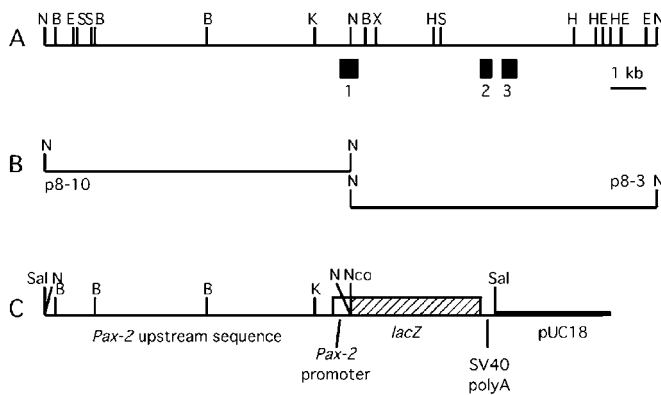 A N B E S S B B K N B X H S H H E H E E N
1 2 3 1 kb
B N N
p8-10 N p8-3 N
Sal N B B B K N Nco Sal
C
Pax-2 upstream sequence lacZ pUC18
Pax-2
promoter
SV40
polyA